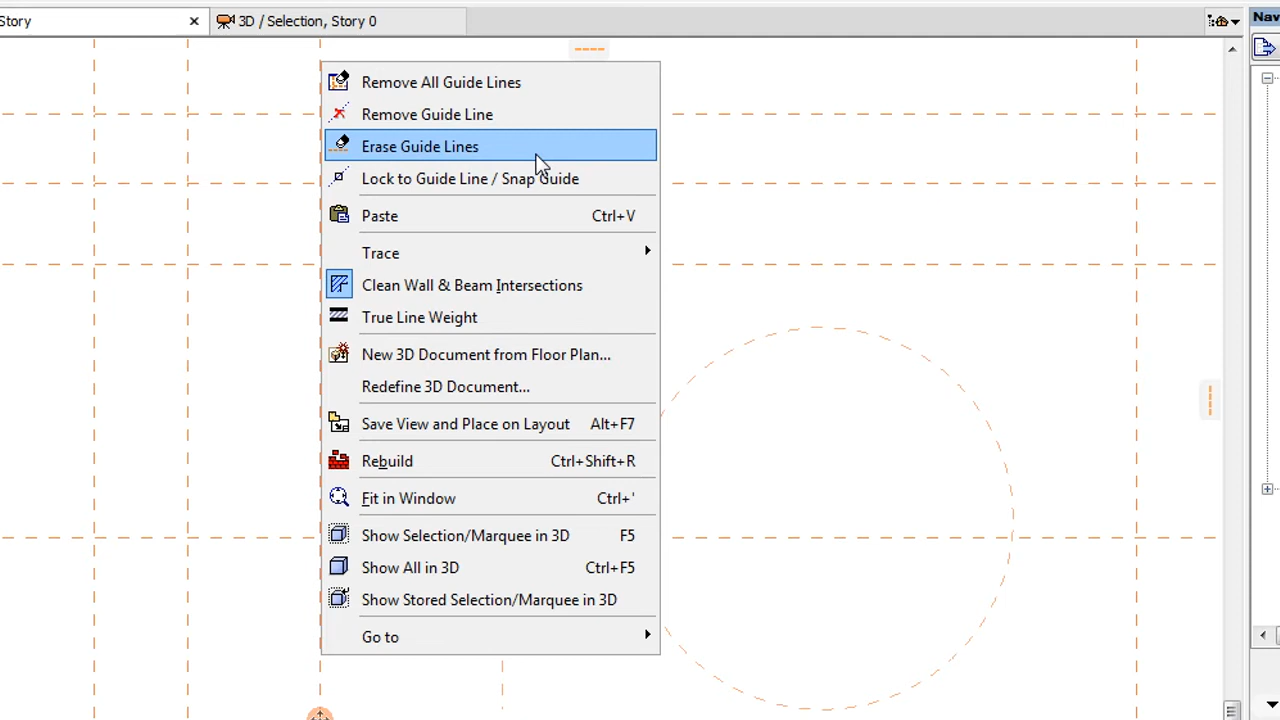 Story
3D / Selection, Story 0
Nav
Remove All Guide Lines
Remove Guide Line
Erase Guide Lines
Lock to Guide Line / Snap Guide
Paste Ctrl+V
Trace
Clean Wall & Beam Intersections
True Line Weight
New 3D Document from Floor Plan...
Redefine 3D Document...
Save View and Place on Layout Alt+F7
Rebuild Ctrl+Shift+R
Fit in Window Ctrl+'
Show Selection/Marquee in 3D F5
Show All in 3D Ctrl+F5
Show Stored Selection/Marquee in 3D
Go to